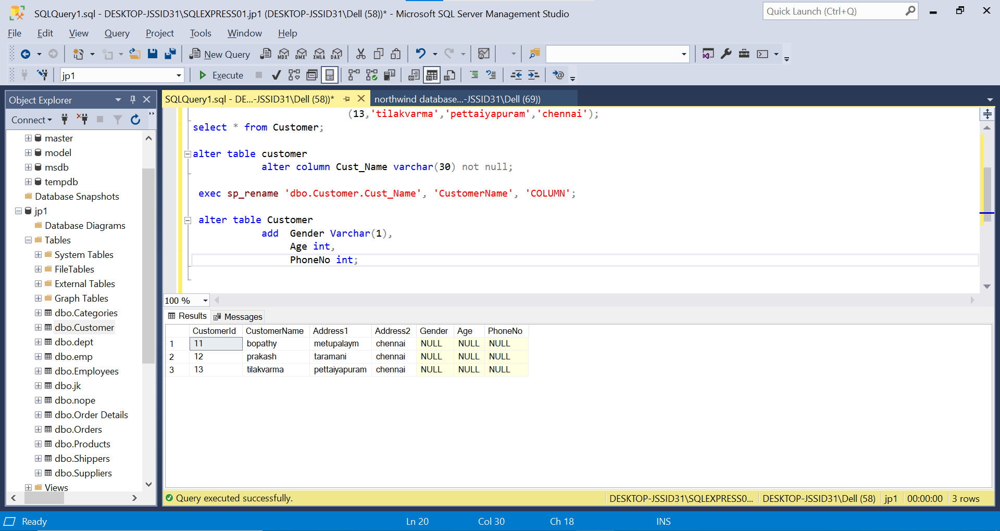 SQLQuery1.sql - DESKTOP-JSSID31\SQLEXPRESS01.jp1 (DESKTOP-JSSID31\Dell (58))* - Microsoft SQL Server Management Studio
Quick Launch (Ctrl+Q)
File Edit View Query Project Tools Window Help
New Query MDX DMX XMLA DAX
jp1 Execute
Object Explorer
Connect
master
model
msdb
tempdb
Database Snapshots
jp1
Database Diagrams
Tables
System Tables
FileTables
External Tables
Graph Tables
dbo.Categories
dbo.Customer
dbo.dept
dbo.emp
dbo.Employees
dbo.jk
dbo.nope
dbo.Order Details
dbo.Orders
dbo.Products
dbo.Shippers
dbo.Suppliers
Views
SQLQuery1.sql - DE...-JSSID31\Dell (58))* northwind database...-JSSID31\Dell (69))
(13,'tilakvarma','pettaiyapuram','chennai');
select * from Customer;
alter table customer
alter column Cust_Name varchar(30) not null;
exec sp_rename 'dbo.Customer.Cust_Name', 'CustomerName', 'COLUMN';
alter table Customer
add Gender Varchar(1),
Age int,
PhoneNo int;
100 %
Results Messages
CustomerId CustomerName Address1 Address2 Gender Age PhoneNo
1 11 bopathy metupalaym chennai NULL NULL NULL
2 12 prakash taramani chennai NULL NULL NULL
3 13 tilakvarma pettaiyapuram chennai NULL NULL NULL
Query executed successfully. DESKTOP-JSSID31\SQLEXPRESS0... DESKTOP-JSSID31\Dell (58) jp1 00:00:00 3 rows
Ready Ln 20 Col 30 Ch 18 INS